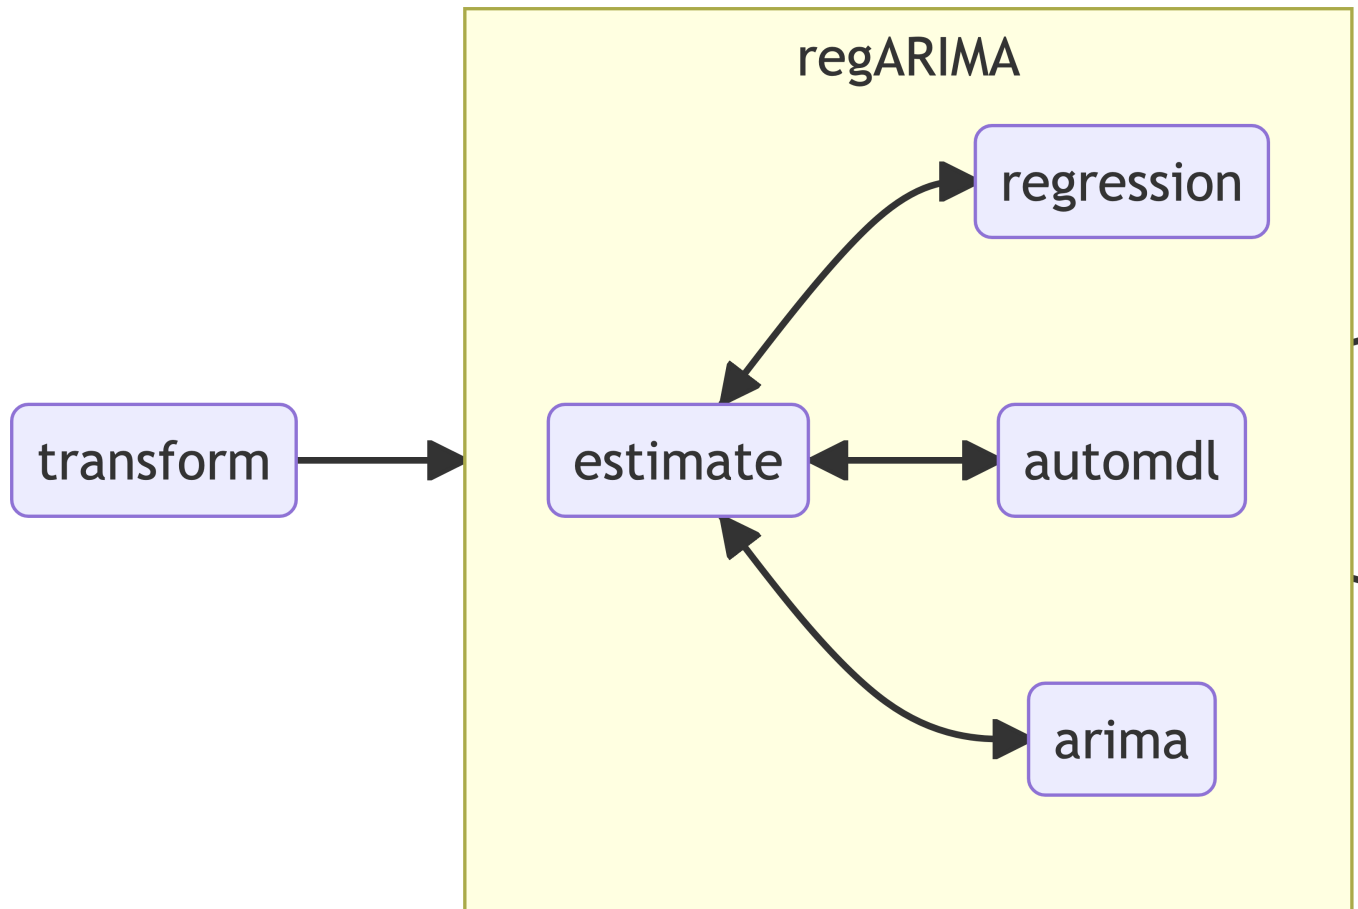 regARIMA
regression
transform
estimate
automdl
arima